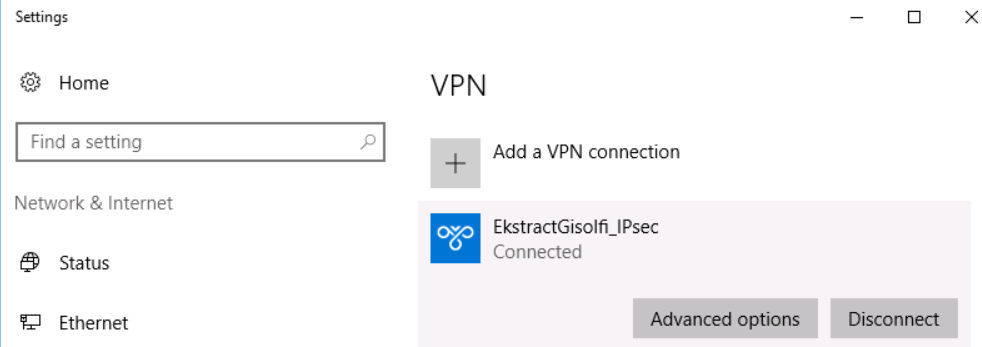 Settings
Home
Find a setting
Network & Internet
Status
Ethernet
VPN
Add a VPN connection
EkstractGisolfi_IPsec
Connected
Advanced options
Disconnect